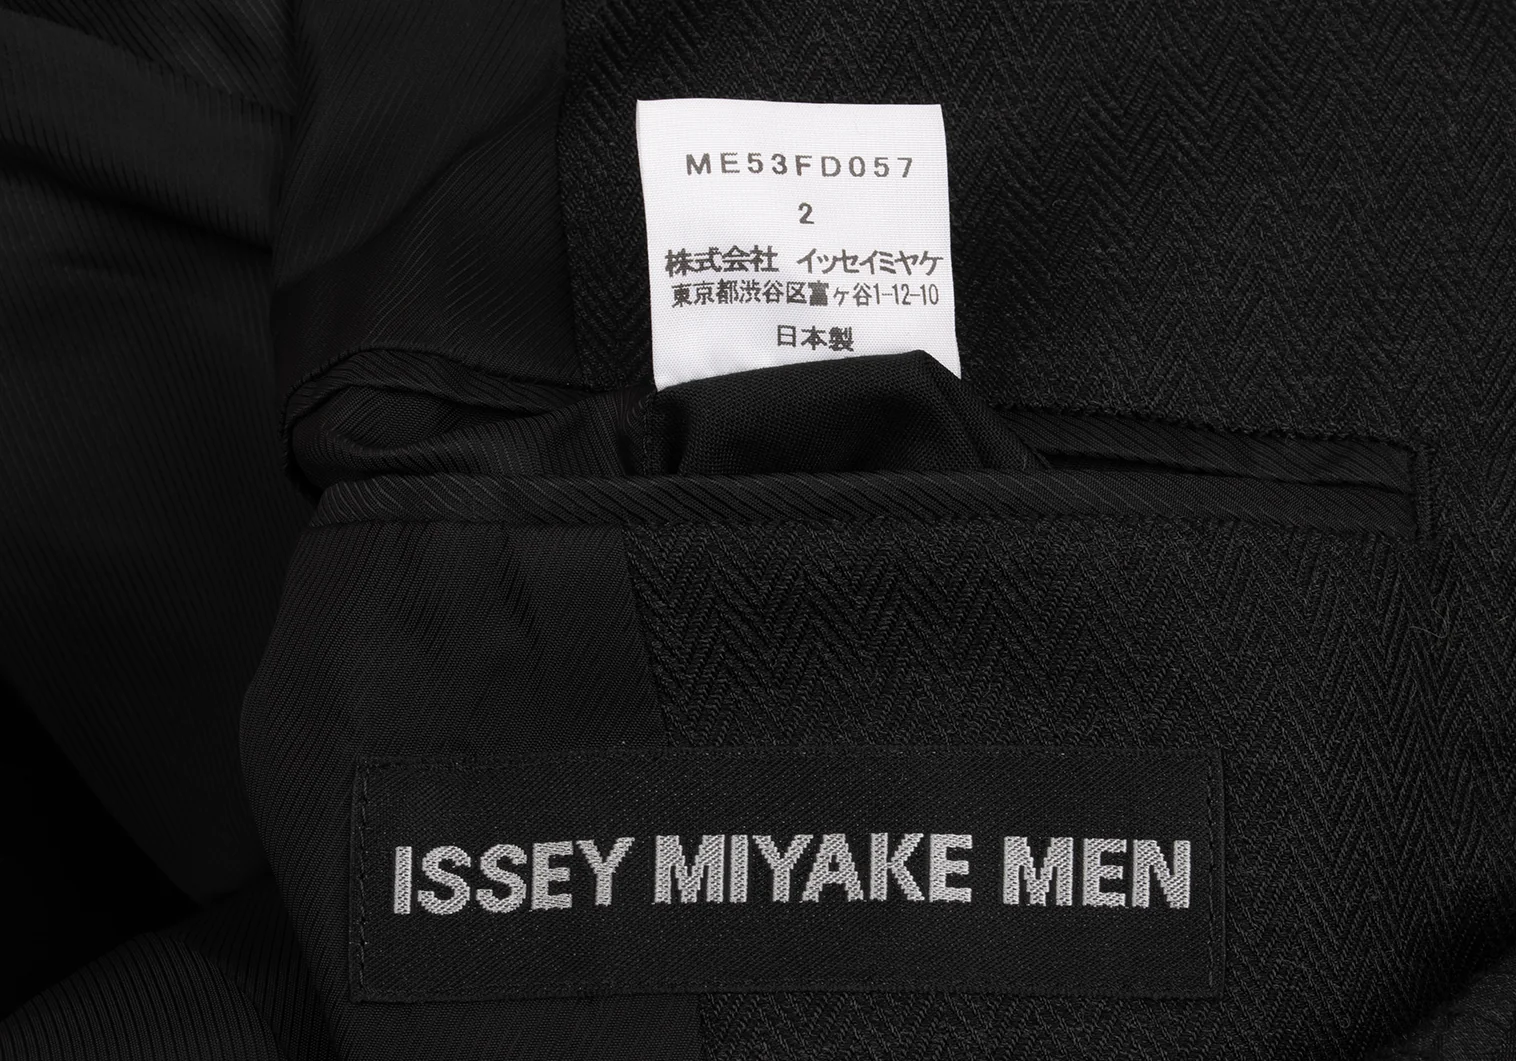 ME53FD057
2
株式会社 イッセイミヤケ
東京都渋谷区富ヶ谷1-12-10
日本製
ISSEY MIYAKE MEN